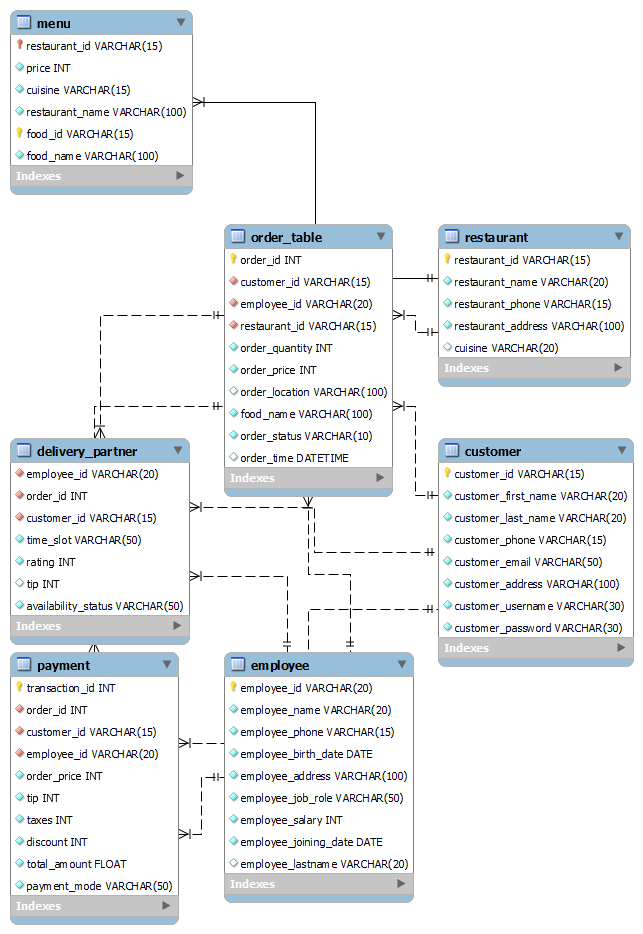 menu
restaurant_id VARCHAR(15)
price INT
cuisine VARCHAR(15)
restaurant_name VARCHAR(100)
food_id VARCHAR(15)
food_name VARCHAR(100)
Indexes
order_table
order_id INT
customer_id VARCHAR(15)
employee_id VARCHAR(20)
restaurant_id VARCHAR(15)
order_quantity INT
order_price INT
order_location VARCHAR(100)
food_name VARCHAR(100)
order_status VARCHAR(10)
order_time DATETIME
Indexes
restaurant
restaurant_id VARCHAR(15)
restaurant_name VARCHAR(20)
restaurant_phone VARCHAR(15)
restaurant_address VARCHAR(100)
cuisine VARCHAR(20)
Indexes
delivery_partner
employee_id VARCHAR(20)
order_id INT
customer_id VARCHAR(15)
time_slot VARCHAR(50)
rating INT
tip INT
availability_status VARCHAR(50)
Indexes
customer
customer_id VARCHAR(15)
customer_first_name VARCHAR(20)
customer_last_name VARCHAR(20)
customer_phone VARCHAR(15)
customer_email VARCHAR(50)
customer_address VARCHAR(100)
customer_username VARCHAR(30)
customer_password VARCHAR(30)
Indexes
payment
transaction_id INT
order_id INT
customer_id VARCHAR(15)
employee_id VARCHAR(20)
order_price INT
tip INT
taxes INT
discount INT
total_amount FLOAT
payment_mode VARCHAR(50)
Indexes
employee
employee_id VARCHAR(20)
employee_name VARCHAR(20)
employee_phone VARCHAR(15)
employee_birth_date DATE
employee_address VARCHAR(100)
employee_job_role VARCHAR(50)
employee_salary INT
employee_joining_date DATE
employee_lastname VARCHAR(20)
Indexes